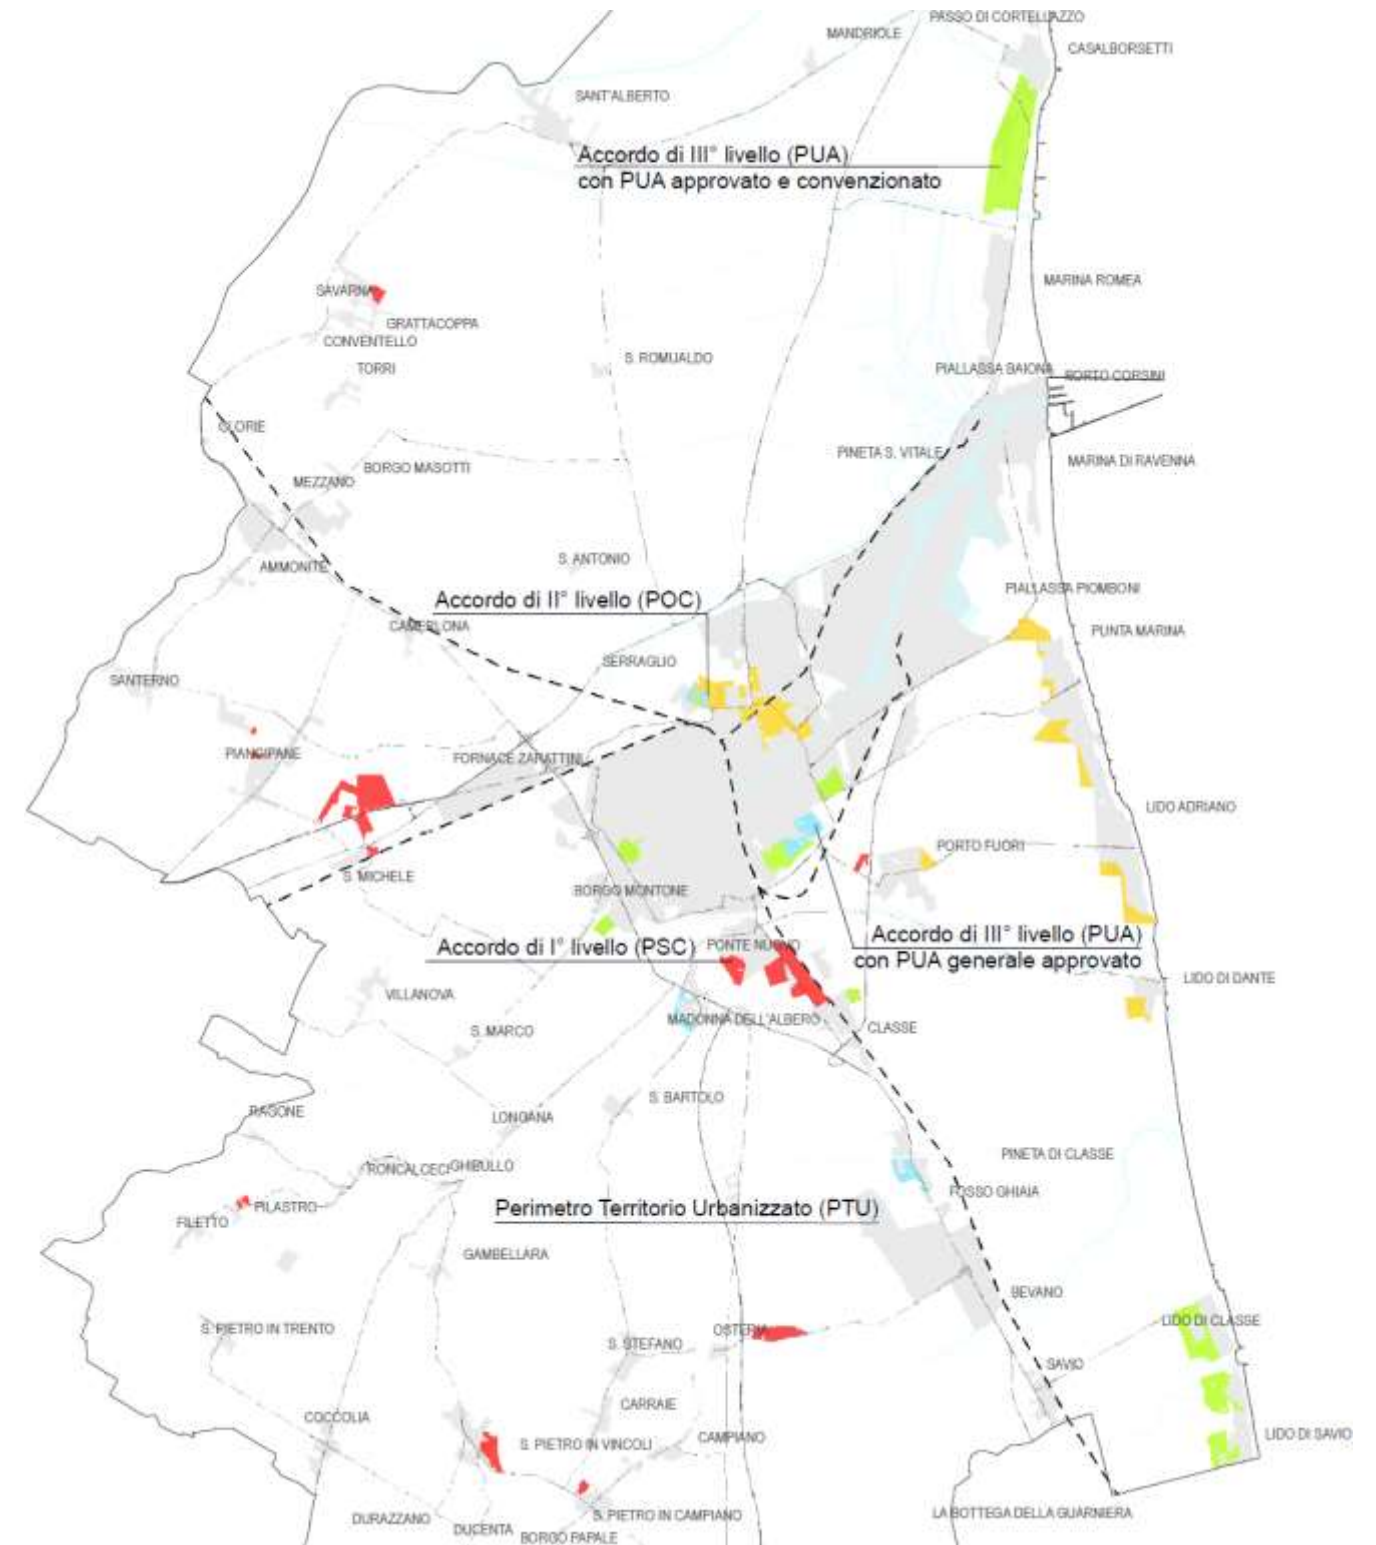 PASSO DI CORTELLAZZO
MANDRIOLE
CASALBORSETTI
SANT'ALBERTO
Accordo di III° livello (PUA)
con PUA approvato e convenzionato
MARINA ROMEA
SAVARNA
GRATTACOPPA
CONVENTELLO
TORRI
S. ROMUALDO
PIALLASSA BAIONA
PORTO CORSINI
GLORIE
PINETA S. VITALE
MARINA DI RAVENNA
BORGO MASOTTI
MEZZANO
S. ANTONIO
AMMONITE
PIALLASSA PIOMBONI
Accordo di II° livello (POC)
CAMERLONA
PUNTA MARINA
SERRAGLIO
SANTERNO
PIANGIPANE
FORNACE ZARATTINI
LIDO ADRIANO
PORTO FUORI
S. MICHELE
BORGO MONTONE
Accordo di I° livello (PSC)
PONTE NUOVO
Accordo di III° livello (PUA)
con PUA generale approvato
LIDO DI DANTE
VILLANOVA
S. MARCO
MADONNA DELL'ALBERO
CLASSE
S. BARTOLO
RAGONE
LONGANA
PINETA DI CLASSE
RONCALCECI
GHIBULLO
FOSSO GHIAIA
PILASTRO
FILETTO
Perimetro Territorio Urbanizzato (PTU)
GAMBELLARA
BEVANO
LIDO DI CLASSE
S. PIETRO IN TRENTO
OSTERIA
S. STEFANO
SAVIO
CARRAIE
COCCOLIA
CAMPIANO
S. PIETRO IN VINCOLI
LIDO DI SAVIO
LA BOTTEGA DELLA GUARNIERA
S. PIETRO IN CAMPIANO
DURAZZANO
DUCENTA
BORGO PAPALE